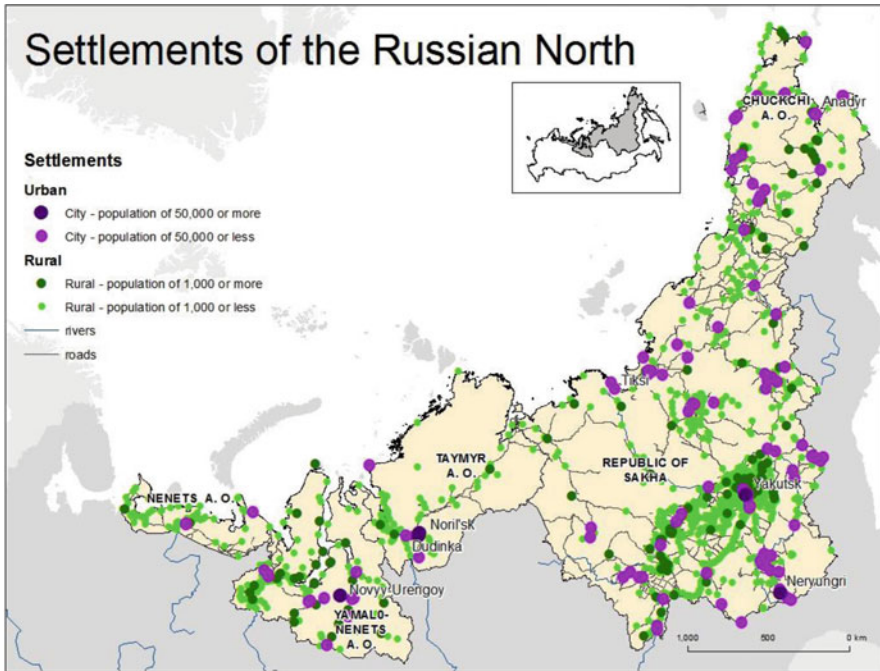 Settlements of the Russian North
Settlements
Urban
City - population of 50,000 or more
City - population of 50,000 or less
Rural
Rural - population of 1,000 or more
Rural - population of 1,000 or less
rivers
roads
CHUCKCHI
A. O.
Anadyr
Tiksi
TAYMYR
A. O.
REPUBLIC OF
SAKHA
NENETS A. O.
Yakutsk
Noril'sk
Dudinka
Novyy Urengoy
Neryungri
YAMALO-
NENETS
A. O.
1,000 500 0 km